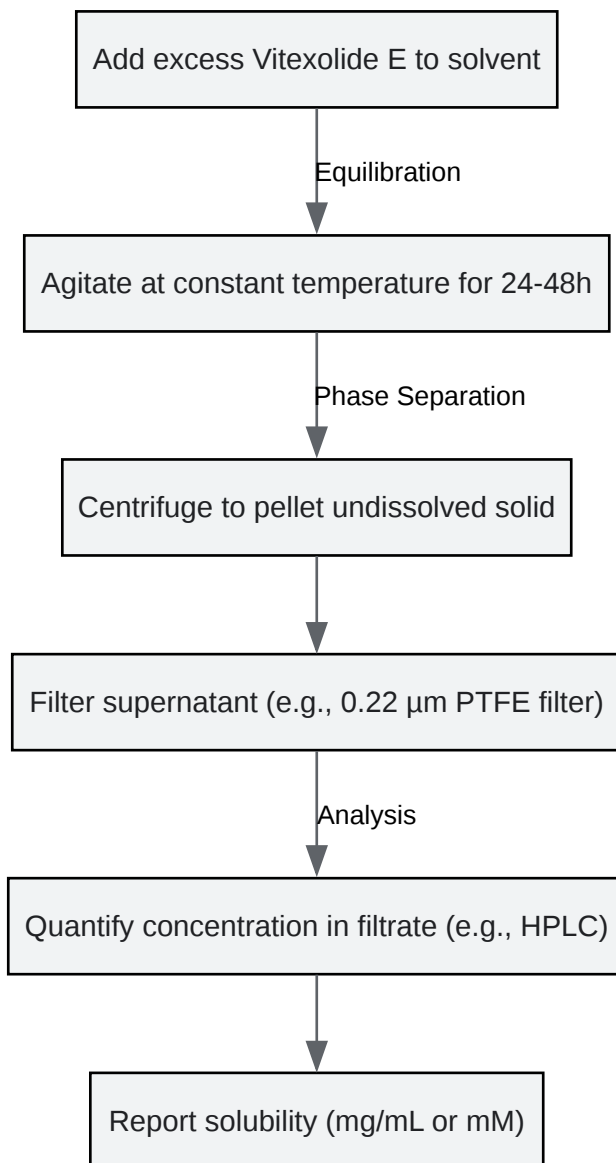 Add excess Vitexolide E to solvent
Equilibration
Agitate at constant temperature for 24-48h
Phase Separation
Centrifuge to pellet undissolved solid
Filter supernatant (e.g., 0.22 µm PTFE filter)
Analysis
Quantify concentration in filtrate (e.g., HPLC)
Report solubility (mg/mL or mM)